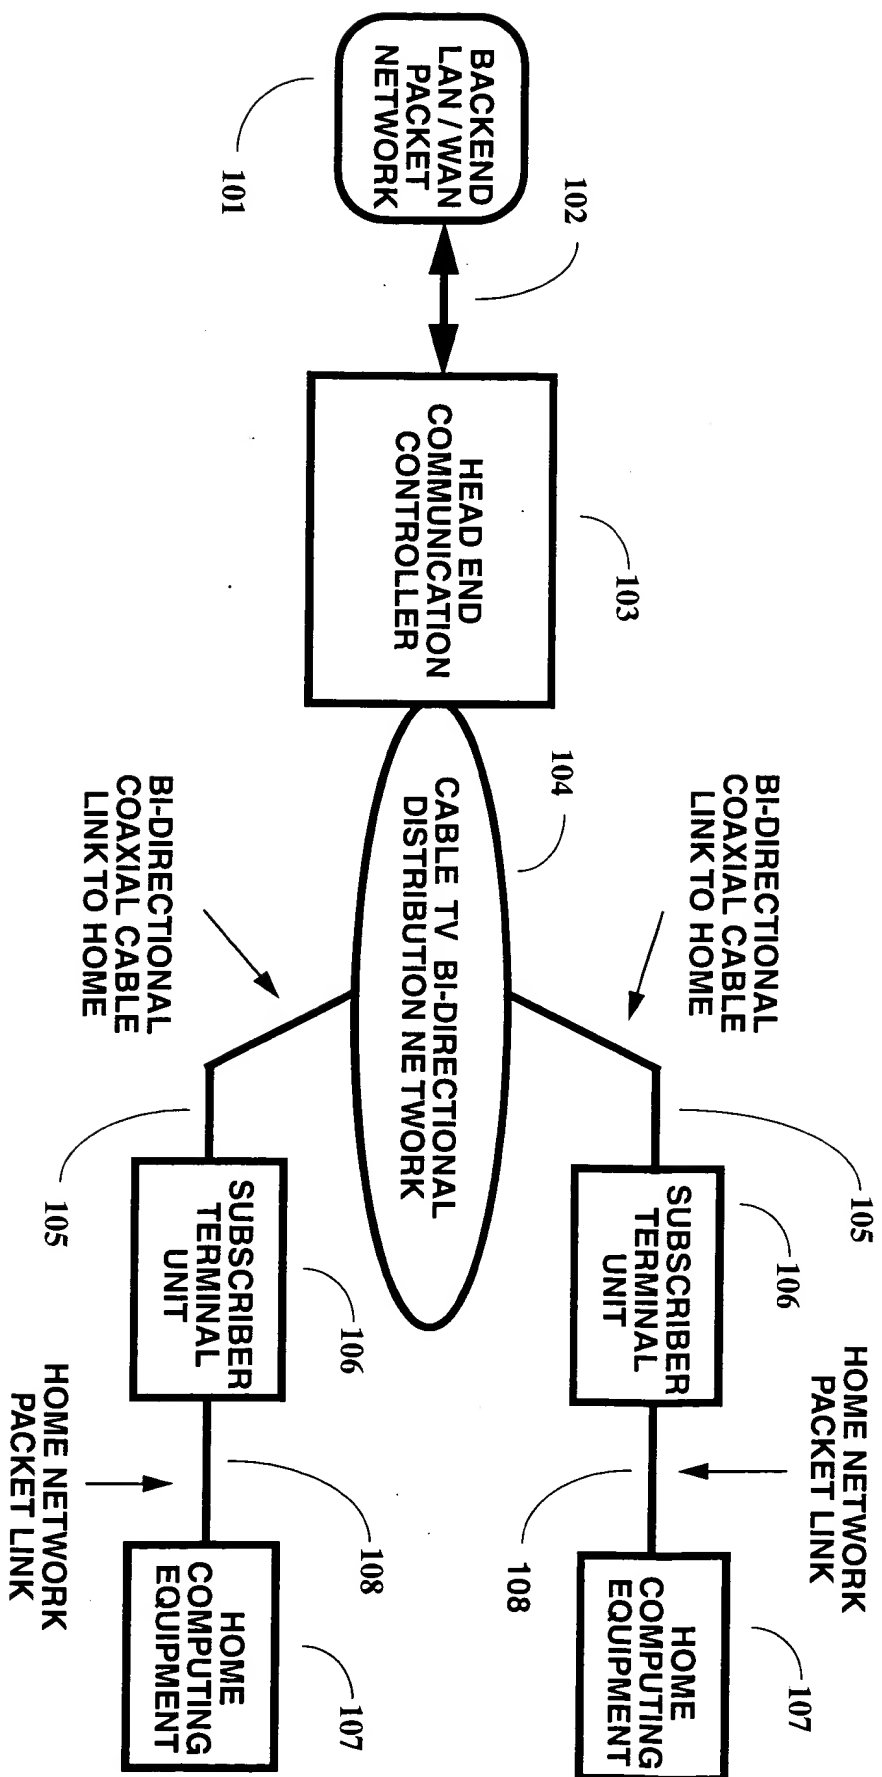 BI-DIRECTIONAL
COAXIAL CABLE
LINK TO HOME
105
106
SUBSCRIBER
TERMINAL
UNIT
HOME NETWORK
PACKET LINK
108
107
HOME
COMPUTING
EQUIPMENT
BACKEND
LAN / WAN
PACKET
NETWORK
101
102
103
HEAD END
COMMUNICATION
CONTROLLER
104
CABLE TV BI-DIRECTIONAL
DISTRIBUTION NETWORK
BI-DIRECTIONAL
COAXIAL CABLE
LINK TO HOME
105
106
SUBSCRIBER
TERMINAL
UNIT
108
HOME NETWORK
PACKET LINK
107
HOME
COMPUTING
EQUIPMENT